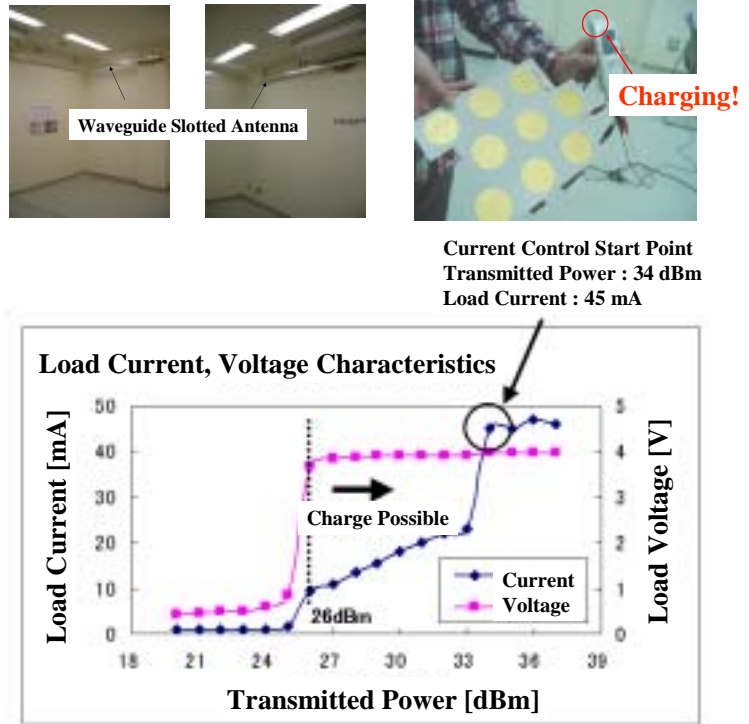 Waveguide Slotted Antenna
Charging!
Current Control Start Point
Transmitted Power : 34 dBm
Load Current : 45 mA
Load Current, Voltage Characteristics
Load Current [mA]
50
40
30
20
10
0
Load Voltage [V]
5
4
3
2
1
0
Charge Possible
26dBm
Current
Voltage
18 21 24 27 30 33 36 39
Transmitted Power [dBm]